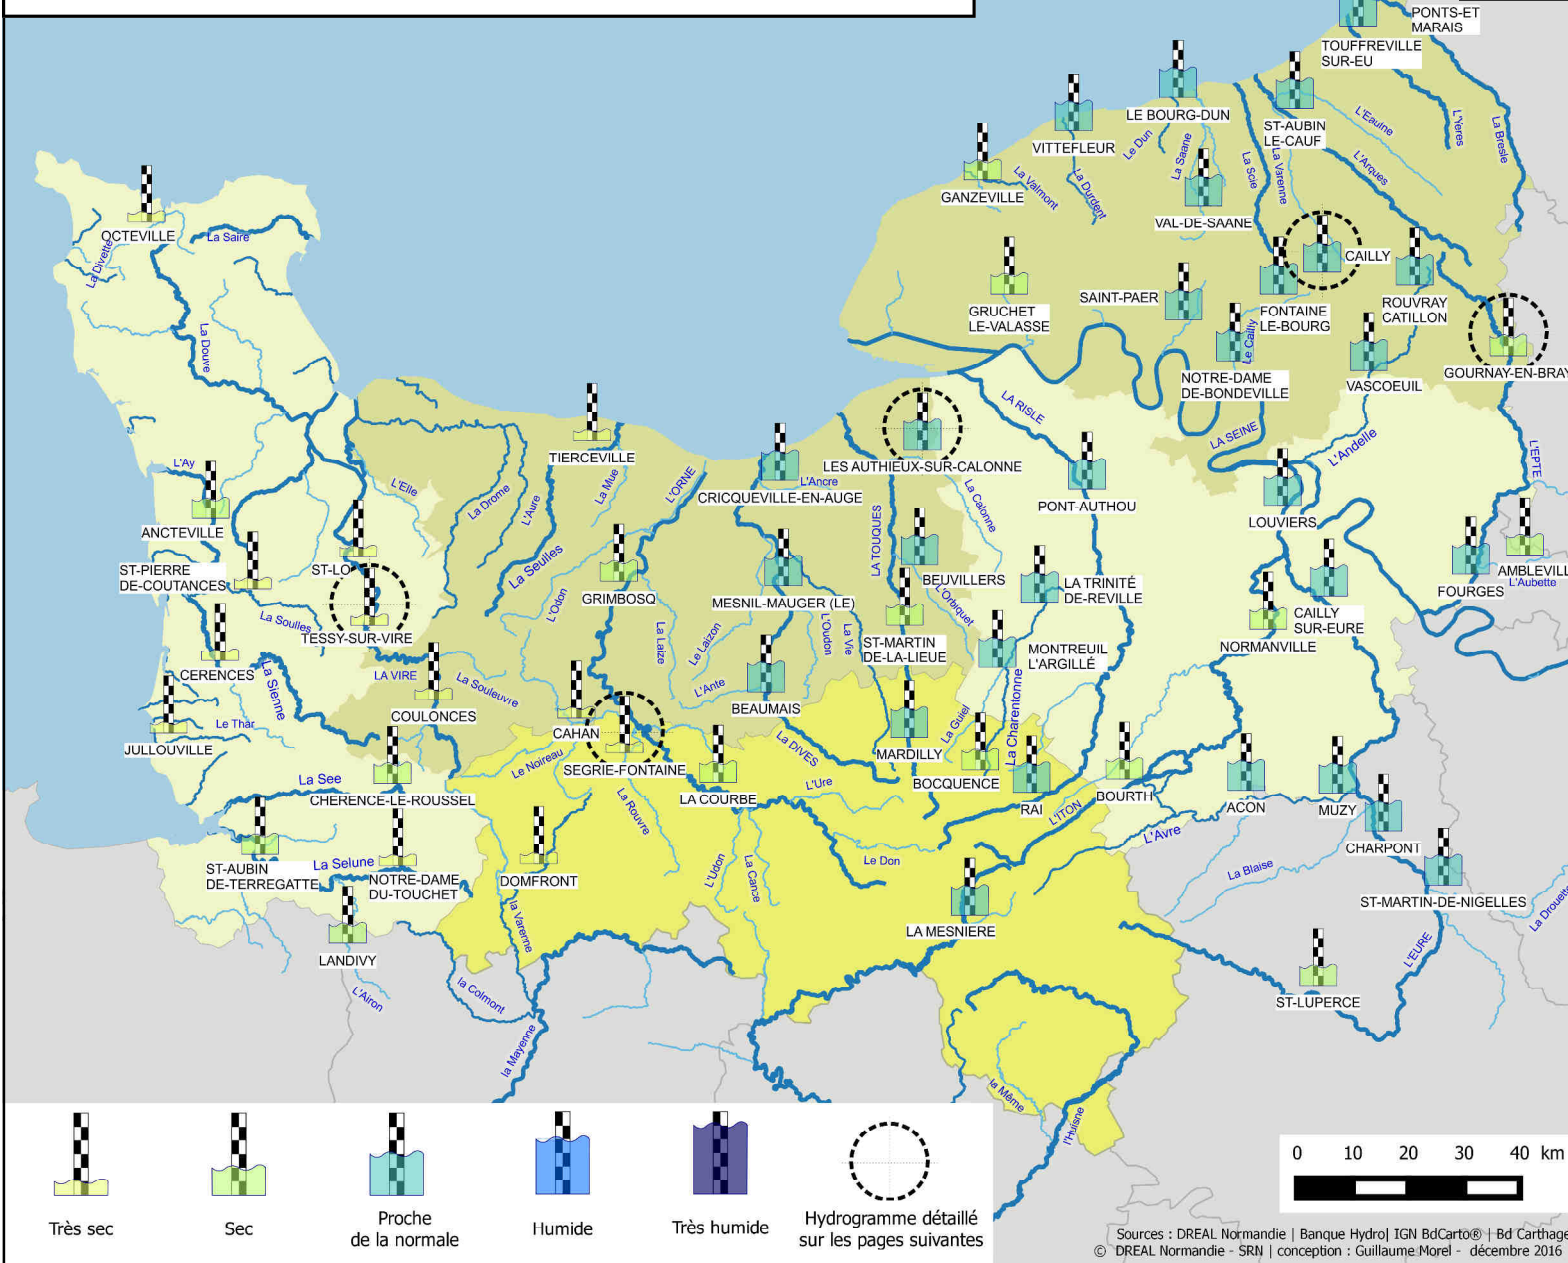 PONTS-ET
MARAIS
TOUFFREVILLE
SUR-EU
LE BOURG-DUN
ST-AUBIN
LE-CAUF
L'Eaulne
L'Yeres
La Bresle
VITTEFLEUR
Le Dun
La Saane
La Scie
La Varenne
L'Arques
GANZEVILLE
La Valmont
La Durdent
VAL-DE-SAANE
OCTEVILLE
La Saire
La Divette
CAILLY
GRUCHET
LE-VALASSE
SAINT-PAER
FONTAINE
LE-BOURG
ROUVRAY
CATILLON
La Douve
Le Cailly
NOTRE-DAME
DE-BONDEVILLE
VASCOEUIL
GOURNAY-EN-BRAY
LA RISLE
LA SEINE
L'Andelle
L'EPTE
TIERCEVILLE
LES AUTHIEUX-SUR-CALONNE
L'Ay
L'Elle
La Drome
L'Aure
La Mue
L'ORNE
L'Ancre
CRICQUEVILLE-EN-AUGE
La Calonne
PONT-AUTHOU
LOUVIERS
ANCTEVILLE
LA TOUQUES
ST-PIERRE
DE-COUTANCES
ST-LO
La Seulles
BEUVILLERS
LA TRINITÉ
DE-REVILLE
AMBLEVILL
L'Aubette
FOURGES
GRIMBOSQ
MESNIL-MAUGER (LE)
L'Odon
L'Orbiquet
CAILLY
SUR-EURE
La Soulles
TESSY-SUR-VIRE
La Laize
Le Laizon
L'Oudon
La Vie
ST-MARTIN
DE-LA-LIEUE
MONTREUIL
L'ARGILLÉ
NORMANVILLE
CERENCES
La Sienne
LA VIRE
La Souleuvre
L'Ante
BEAUMAIS
La Charentonne
COULONCES
Le Thar
JULLOUVILLE
CAHAN
Le Guiel
MARDILLY
La DIVES
Le Noireau
SEGRIE-FONTAINE
La See
CHERENCE-LE-ROUSSEL
LA COURBE
L'Ure
BOCQUENCE
RAI
BOURTH
L'ITON
ACON
MUZY
La Rouvre
L'Avre
CHARPONT
ST-AUBIN
DE-TERREGATTE
La Selune
NOTRE-DAME
DU-TOUCHET
DOMFRONT
L'Udon
La Cance
Le Don
La Blaise
ST-MARTIN-DE-NIGELLES
La Drouette
la Varenne
LA MESNIERE
LANDIVY
L'EURE
L'Airon
la Colmont
ST-LUPERCE
la Mayenne
la Même
l'Huisne
0 10 20 30 40 km
Très sec
Sec
Proche
de la normale
Humide
Très humide
Hydrogramme détaillé
sur les pages suivantes
Sources : DREAL Normandie | Banque Hydro| IGN BdCarto® | Bd Carthage
© DREAL Normandie - SRN | conception : Guillaume Morel - décembre 2016